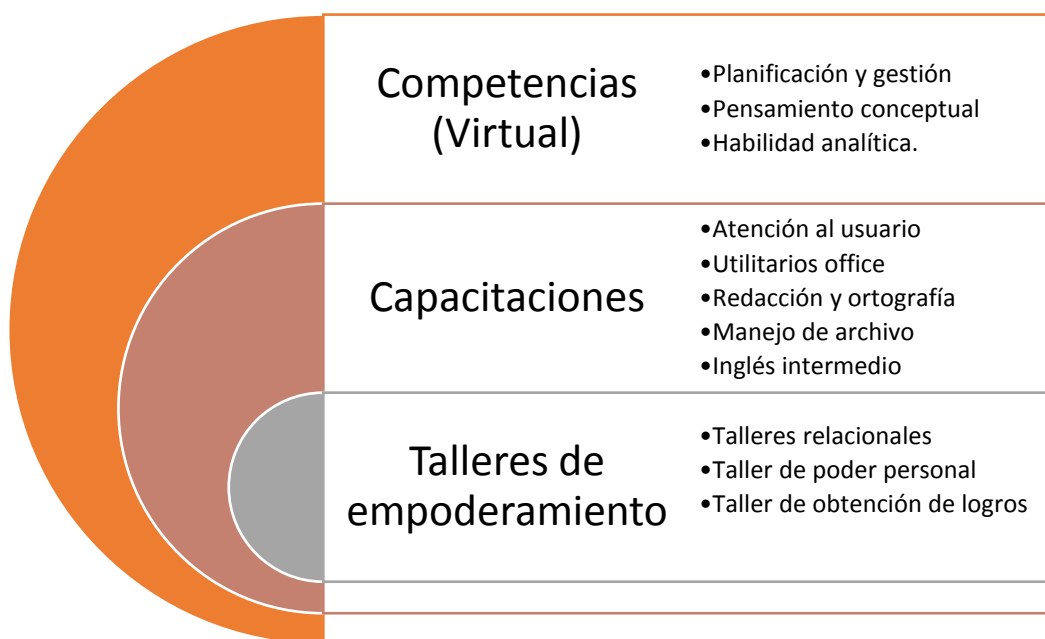 Competencias
(Virtual)
•Planificación y gestión
•Pensamiento conceptual
•Habilidad analítica.
Capacitaciones
•Atención al usuario
•Utilitarios office
•Redacción y ortografía
•Manejo de archivo
•Inglés intermedio
Talleres de
empoderamiento
•Talleres relacionales
•Taller de poder personal
•Taller de obtención de logros